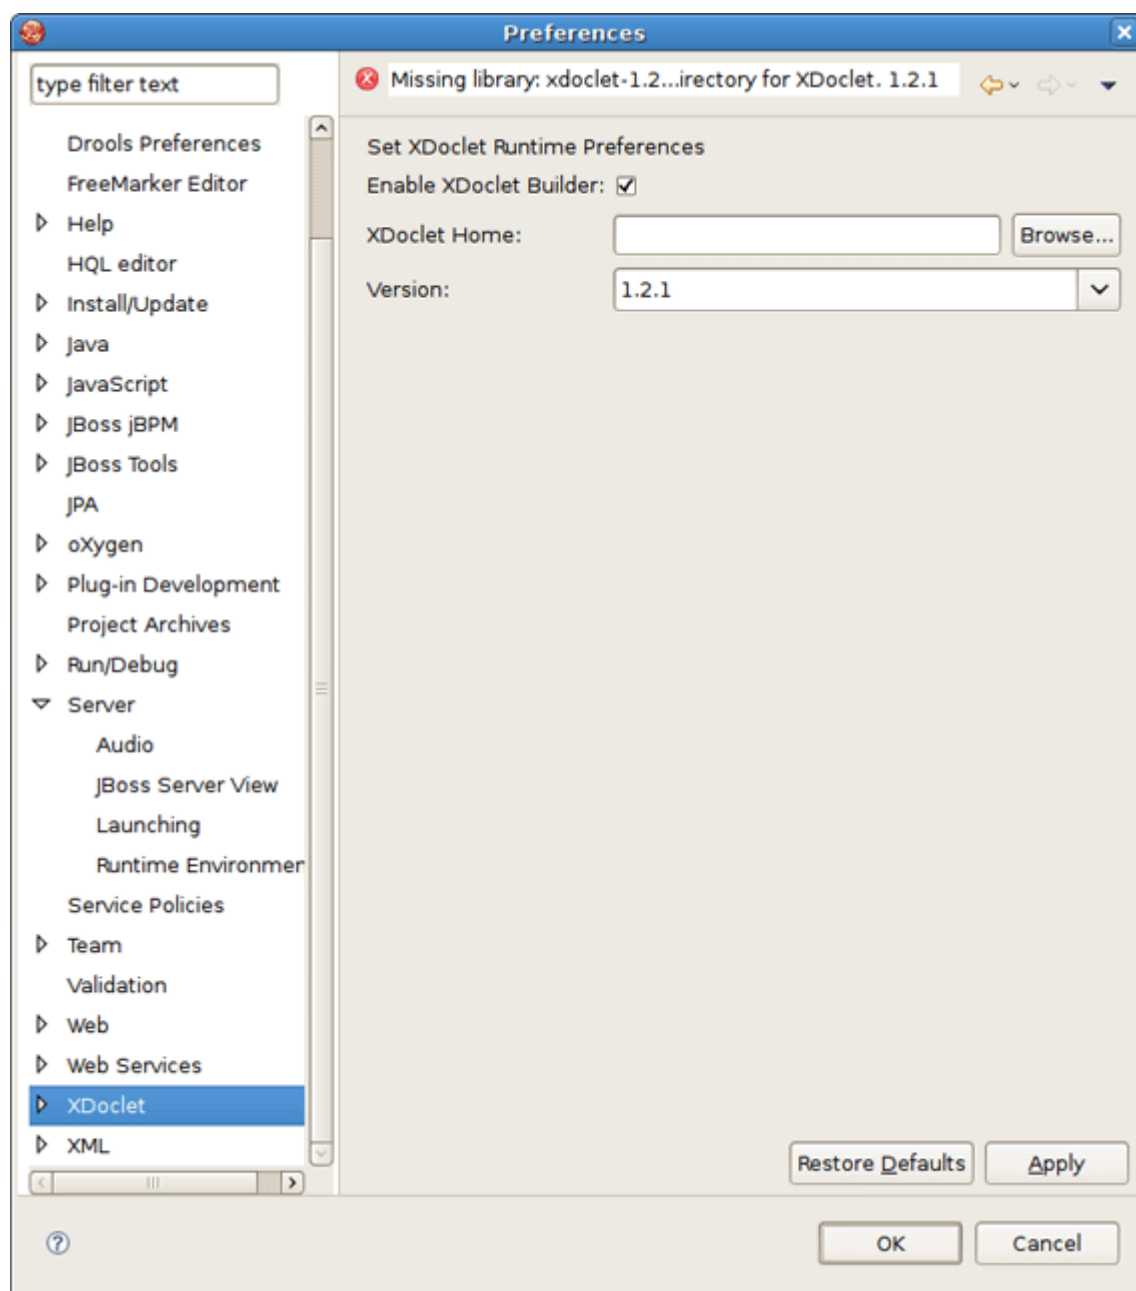 Preferences
type filter text
Missing library: xdoclet-1.2...irectory for XDoclet. 1.2.1
Drools Preferences
FreeMarker Editor
Help
HQL editor
Install/Update
Java
JavaScript
JBoss jBPM
JBoss Tools
JPA
oXygen
Plug-in Development
Project Archives
Run/Debug
Server
Audio
JBoss Server View
Launching
Runtime Environmen
Service Policies
Team
Validation
Web
Web Services
XDoclet
XML
Set XDoclet Runtime Preferences
Enable XDoclet Builder:
XDoclet Home:
Browse...
Version:
1.2.1
Restore Defaults
Apply
OK
Cancel